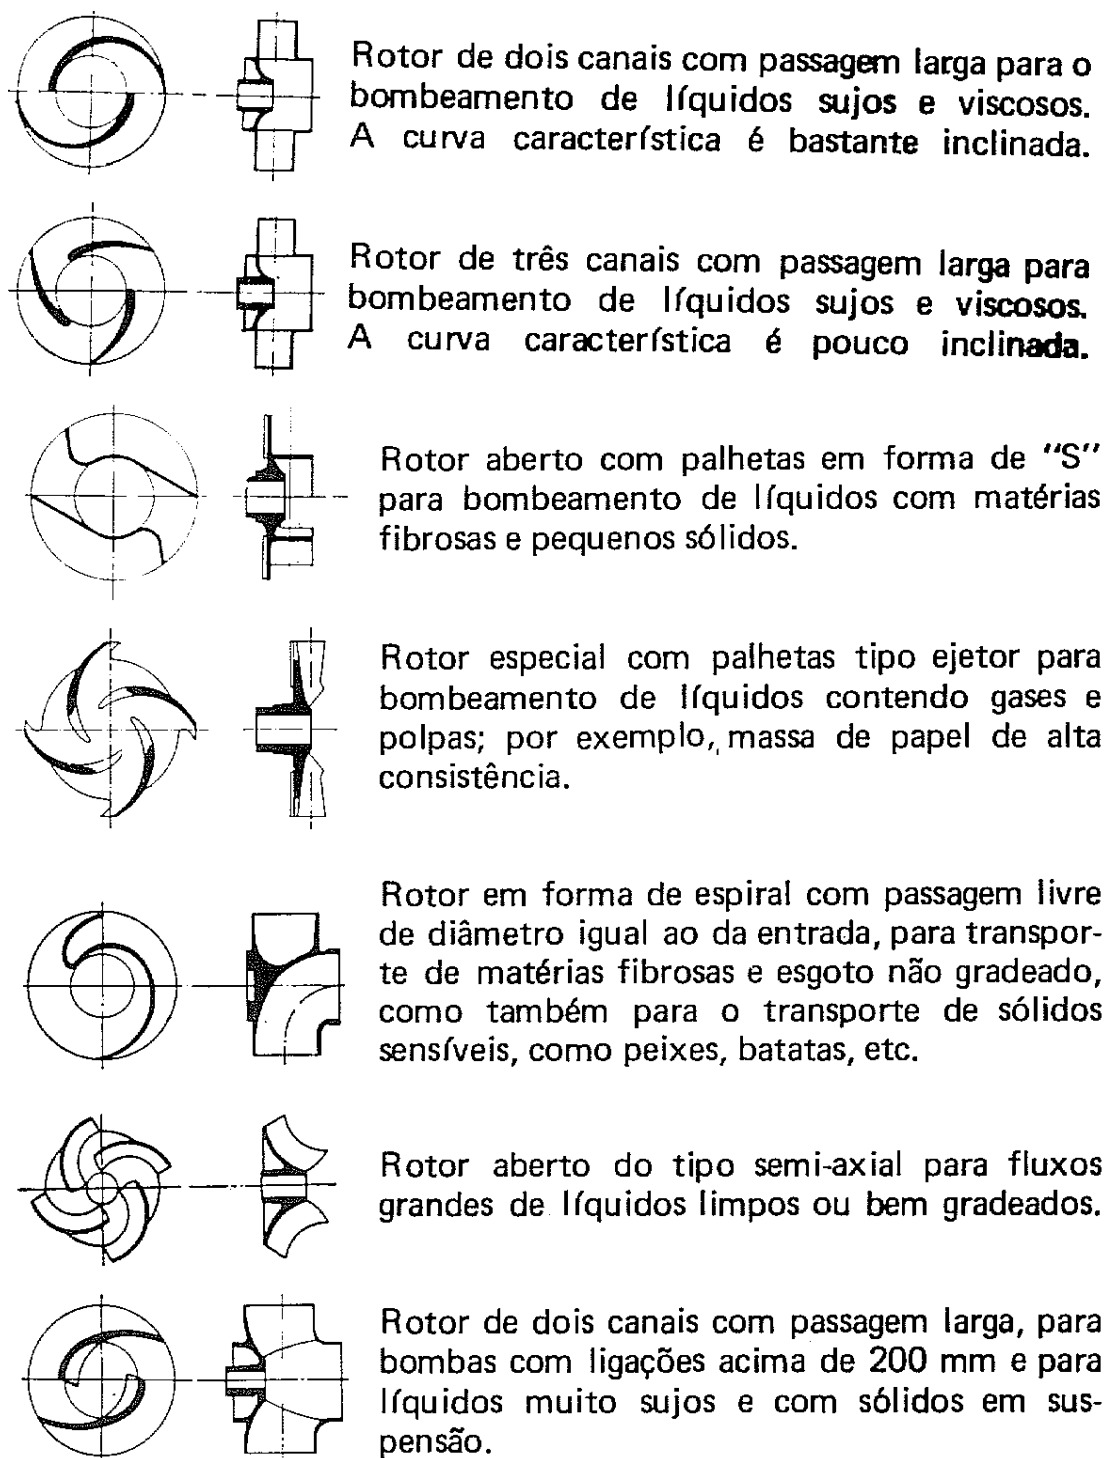 Rotor de dois canais com passagem larga para o
bombeamento de líquidos sujos e viscosos.
A curva característica é bastante inclinada.
Rotor de três canais com passagem larga para
bombeamento de líquidos sujos e viscosos.
A curva característica é pouco inclinada.
Rotor aberto com palhetas em forma de "S"
para bombeamento de líquidos com matérias
fibrosas e pequenos sólidos.
Rotor especial com palhetas tipo ejetor para
bombeamento de líquidos contendo gases e
polpas; por exemplo, massa de papel de alta
consistência.
Rotor em forma de espiral com passagem livre
de diâmetro igual ao da entrada, para transpor-
te de matérias fibrosas e esgoto não gradeado,
como também para o transporte de sólidos
sensíveis, como peixes, batatas, etc.
Rotor aberto do tipo semi-axial para fluxos
grandes de líquidos limpos ou bem gradeados.
Rotor de dois canais com passagem larga, para
bombas com ligações acima de 200 mm e para
líquidos muito sujos e com sólidos em sus-
pensão.